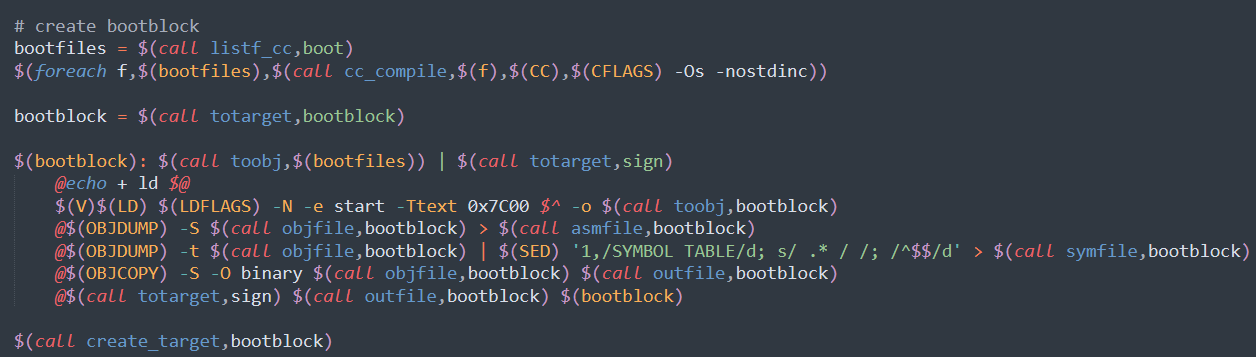 # create bootblock
bootfiles = $(call listf_cc,boot)
$(foreach f,$(bootfiles),$(call cc_compile,$(f),$(CC),$(CFLAGS) -Os -nostdinc))
bootblock = $(call totarget,bootblock)
$(bootblock): $(call toobj,$(bootfiles)) | $(call totarget,sign)
@echo + ld $@
$(V)$(LD) $(LDFLAGS) -N -e start -Ttext 0x7C00 $^ -o $(call toobj,bootblock)
@$(OBJDUMP) -S $(call objfile,bootblock) > $(call asmfile,bootblock)
@$(OBJDUMP) -t $(call objfile,bootblock) | $(SED) '1,/SYMBOL TABLE/d; s/ .* / /; /^$$/d' > $(call symfile,bootblock)
@$(OBJCOPY) -S -O binary $(call objfile,bootblock) $(call outfile,bootblock)
@$(call totarget,sign) $(call outfile,bootblock) $(bootblock)
$(call create_target,bootblock)